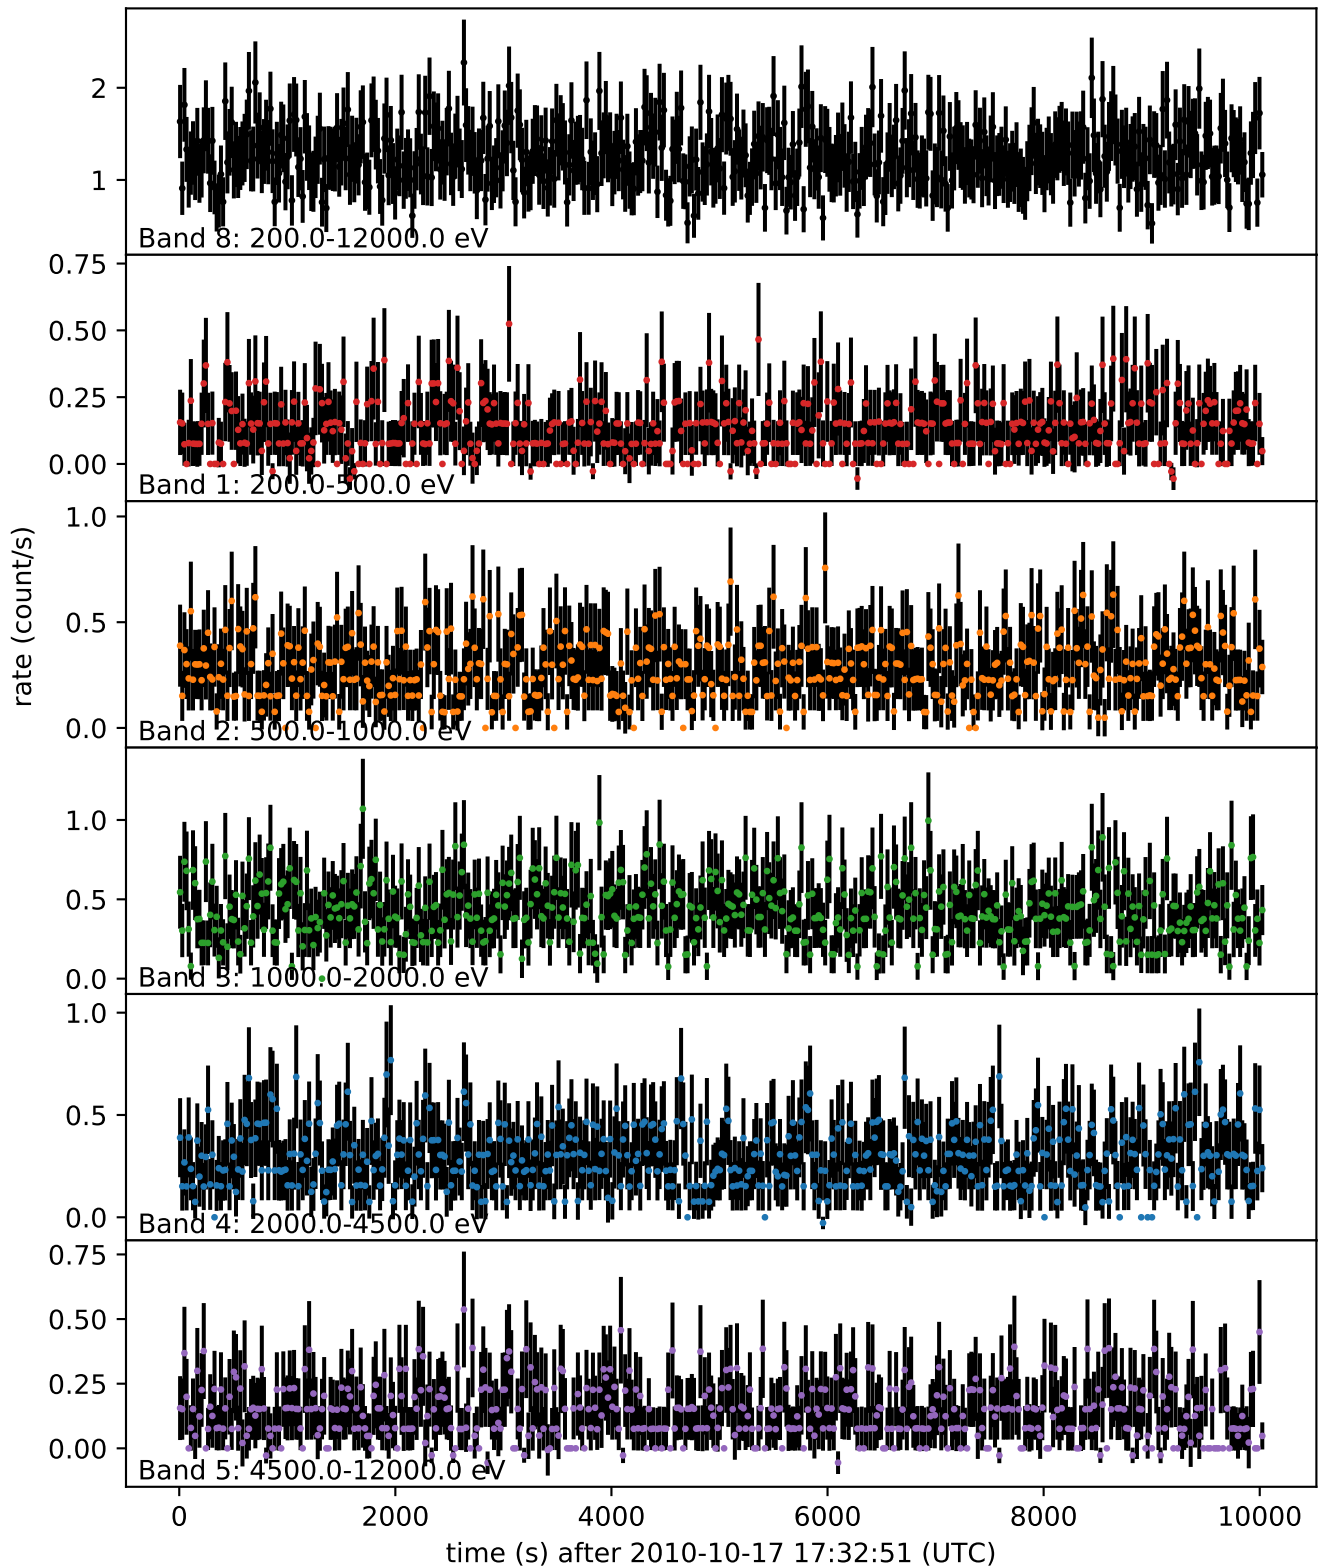 2
1
Band 8: 200.0-12000.0 eV
0.75
0.50
0.25
0.00
Band 1: 200.0-500.0 eV
1.0
0.5
0.0
Band 2: 500.0-1000.0 eV
rate (count/s)
1.0
0.5
0.0
Band 3: 1000.0-2000.0 eV
1.0
0.5
0.0
Band 4: 2000.0-4500.0 eV
0.75
0.50
0.25
0.00
Band 5: 4500.0-12000.0 eV
0 2000 4000 6000 8000 10000
time (s) after 2010-10-17 17:32:51 (UTC)